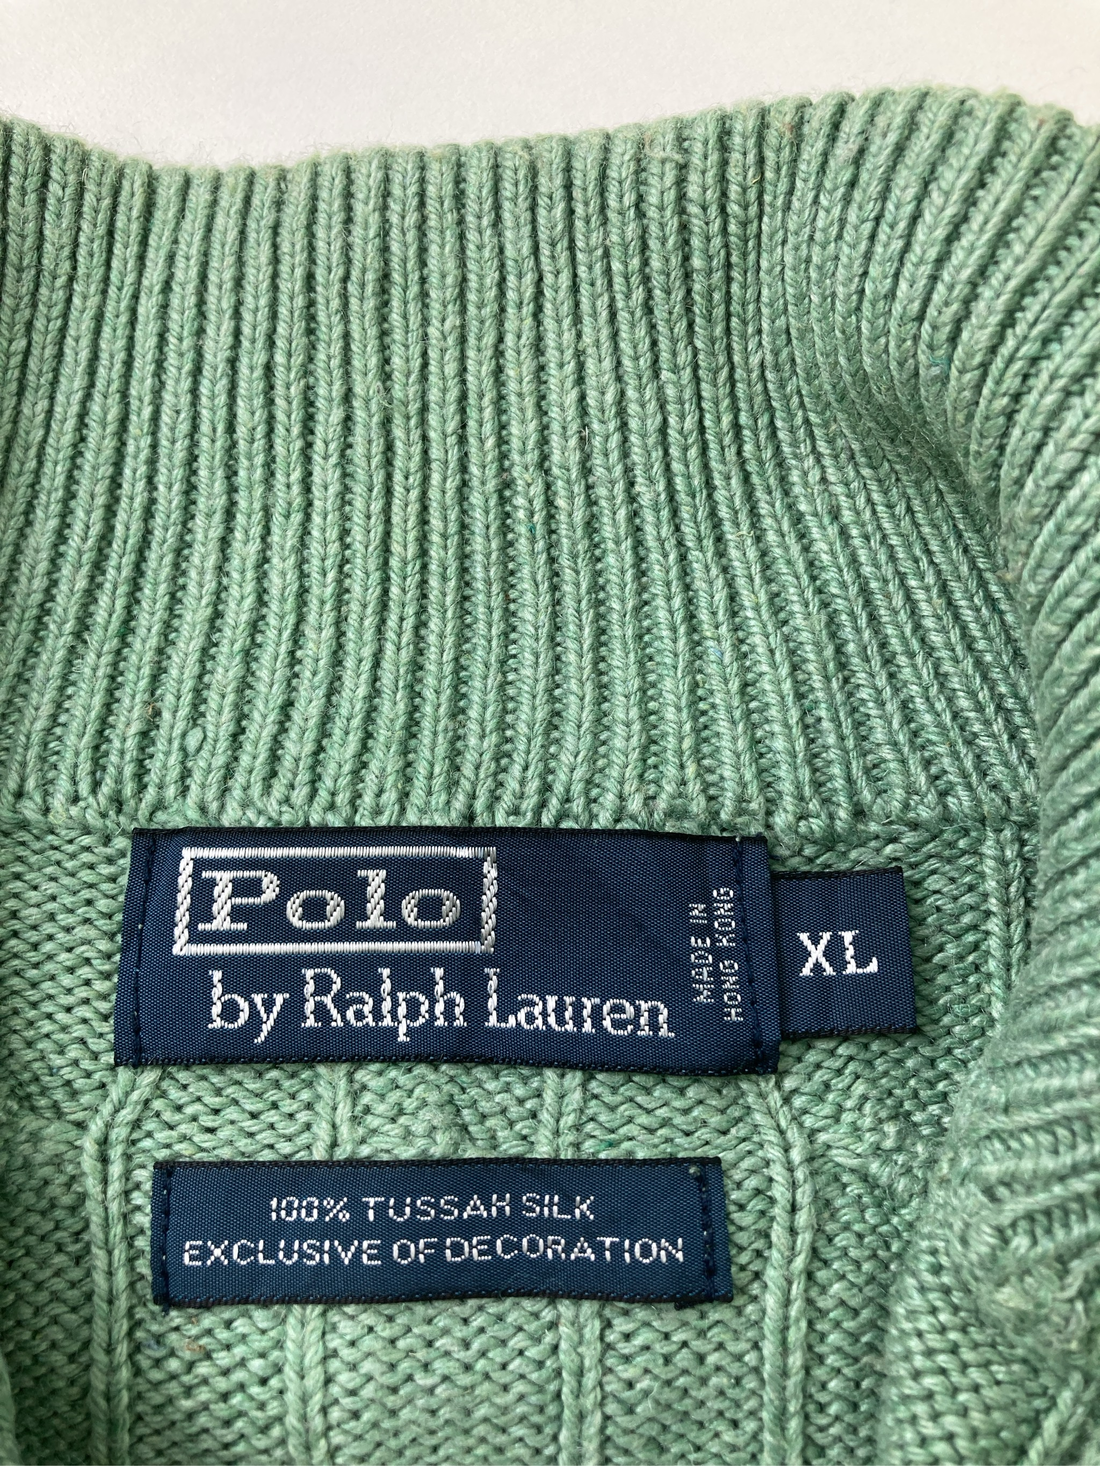 Polo
by Ralph Lauren
MADE IN
HONG KONG
XL
100% TUSSAH SILK
EXCLUSIVE OF DECORATION